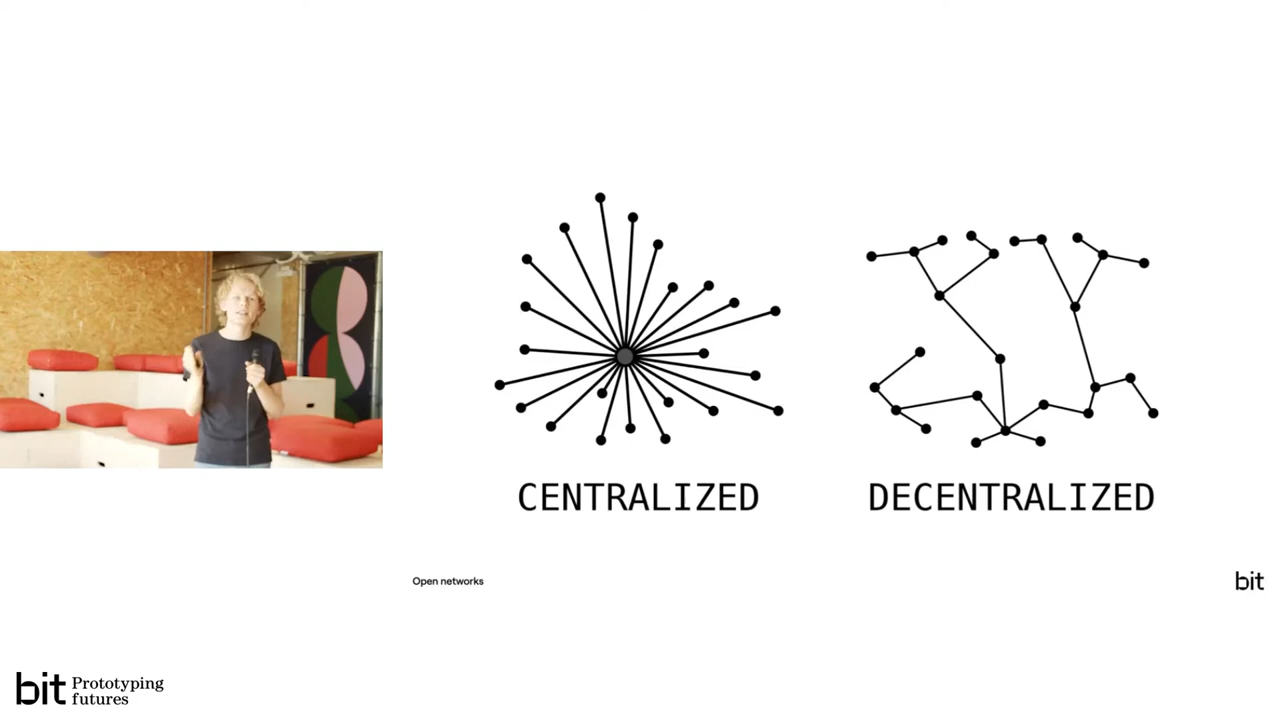 CENTRALIZED
DECENTRALIZED
Open networks
bit
bit Prototyping
futures